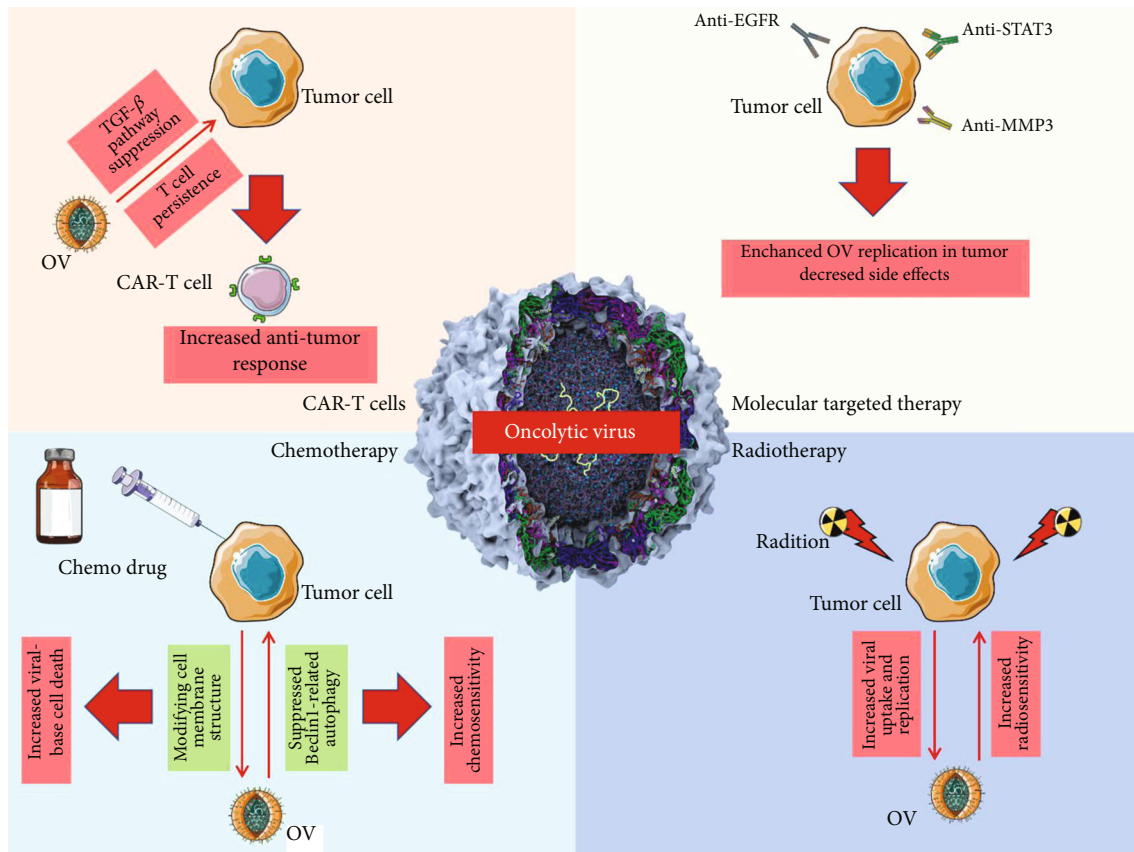 TGF-β
pathway
suppression
T cell
persistence
Tumor cell
OV
CAR-T cell
Increased anti-tumor
response
CAR-T cells
Anti-EGFR
Anti-STAT3
Tumor cell
Anti-MMP3
Enchanced OV replication in tumor
decresed side effects
Molecular targeted therapy
Oncolytic virus
Chemotherapy
Chemo drug
Tumor cell
Increased viral-
base cell death
Modifying cell
membrane
structure
Suppressed
Beclin1-related
autophagy
Increased
chemosensitivity
OV
Radiotherapy
Radition
Tumor cell
Increased viral
uptake and
replication
Increased
radiosensitivity
OV